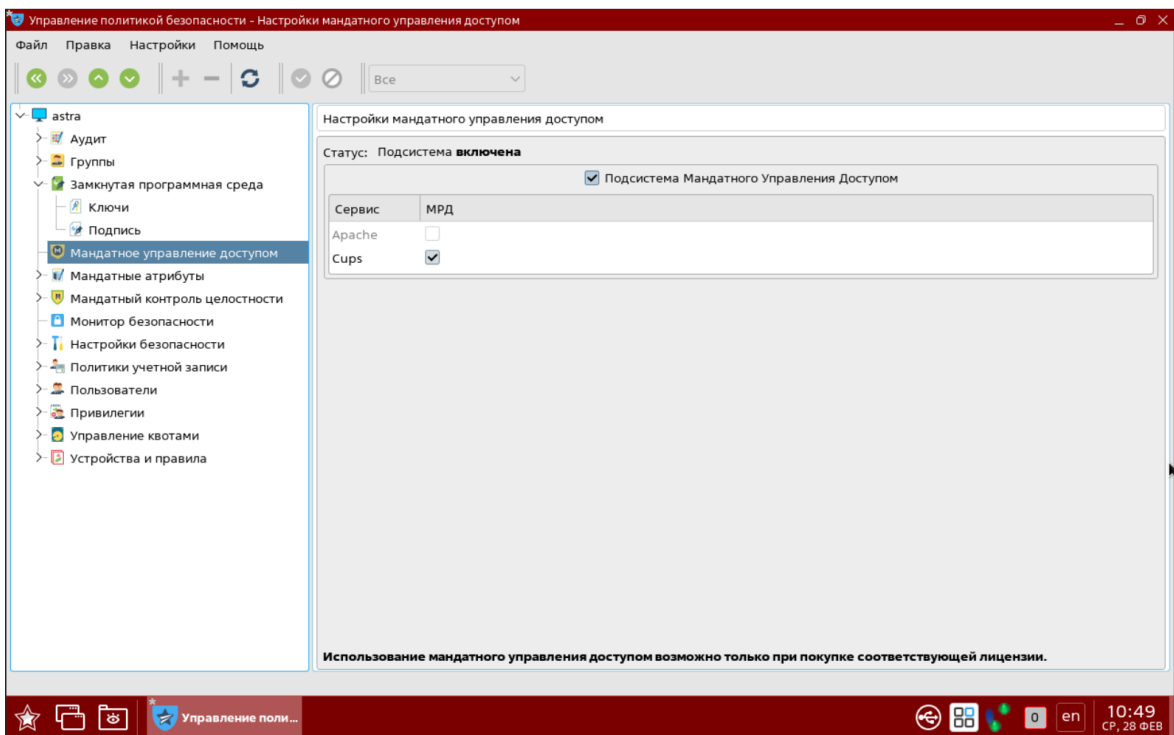 Управление политикой безопасности - Настройки мандатного управления доступом
Файл Правка Настройки Помощь
Все
astra
Аудит
Группы
Замкнутая программная среда
Ключи
Подпись
Мандатное управление доступом
Мандатные атрибуты
Мандатный контроль целостности
Монитор безопасности
Настройки безопасности
Политики учетной записи
Пользователи
Привилегии
Управление квотами
Устройства и правила
Настройки мандатного управления доступом
Статус: Подсистема включена
Подсистема Мандатного Управления Доступом
Сервис МРД
Apache
Cups
Использование мандатного управления доступом возможно только при покупке соответствующей лицензии.
Управление поли...
0
en
10:49
СР, 28 ФЕВ